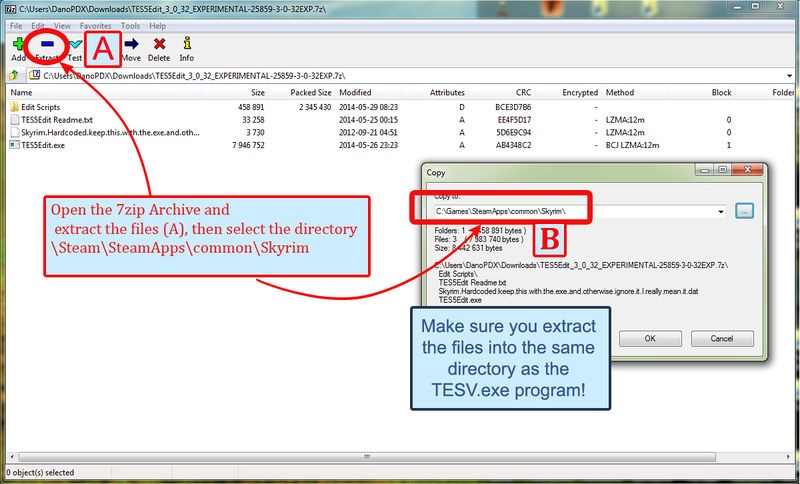 C:\Users\DanoPDX\Downloads\TES5Edit_3_0_32_EXPERIMENTAL-25859-3-0-32EXP.7z\
File Edit View Favorites Tools Help
Add Extract Test Move Delete Info
A
C:\Users\DanoPDX\Downloads\TES5Edit_3_0_32_EXPERIMENTAL-25859-3-0-32EXP.7z\
Name Size Packed Size Modified Attributes CRC Encrypted Method Block Folder
Edit Scripts 458 891 2 345 430 2014-05-29 08:23 D BCE3D7B6 -
TES5Edit Readme.txt 33 258 2014-05-25 00:15 A EE4F5D17 - LZMA:12m 0
Skyrim.Hardcoded.keep.this.with.the.exe.and.oth... 3 730 2012-09-21 04:51 A 5D6E9C94 - LZMA:12m 0
TES5Edit.exe 7 946 752 2014-05-26 23:23 A AB4348C2 - BCJ LZMA:12m 1
Open the 7zip Archive and
extract the files (A), then select the directory
\Steam\SteamApps\common\Skyrim
Copy
Copy to:
C:\Games\SteamApps\common\Skyrim\
...
B
Folders: 1 458 891 bytes )
Files: 3 ( 7 983 740 bytes )
Size: 8 442 631 bytes
C:\Users\DanoPDX\Downloads\TES5Edit_3_0_32_EXPERIMENTAL-25859-3-0-32EXP.7z\
Edit Scripts\
TES5Edit Readme.txt
Skyrim.Hardcoded.keep.this.with.the.exe.and.otherwise.ignore.it.I.really.mean.it.dat
TES5Edit.exe
OK Cancel
Make sure you extract
the files into the same
directory as the
TESV.exe program!
0 object(s) selected